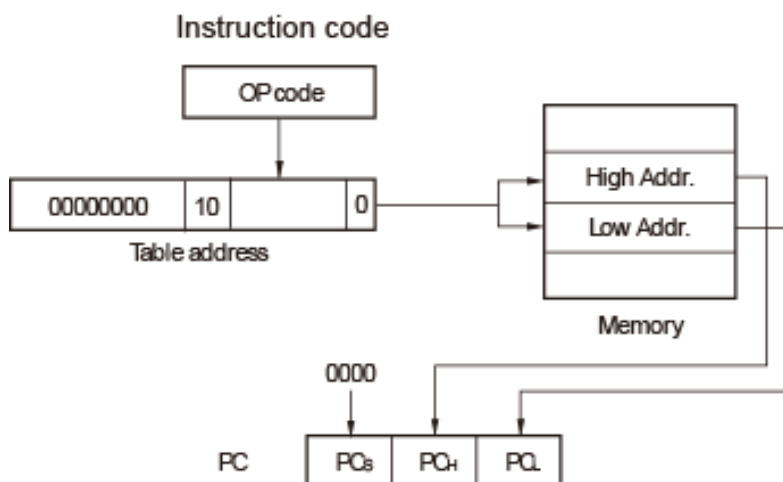 Instruction code
OP code
00000000 10 0
Table address
High Addr.
Low Addr.
Memory
0000
PC PCs PCH PCL